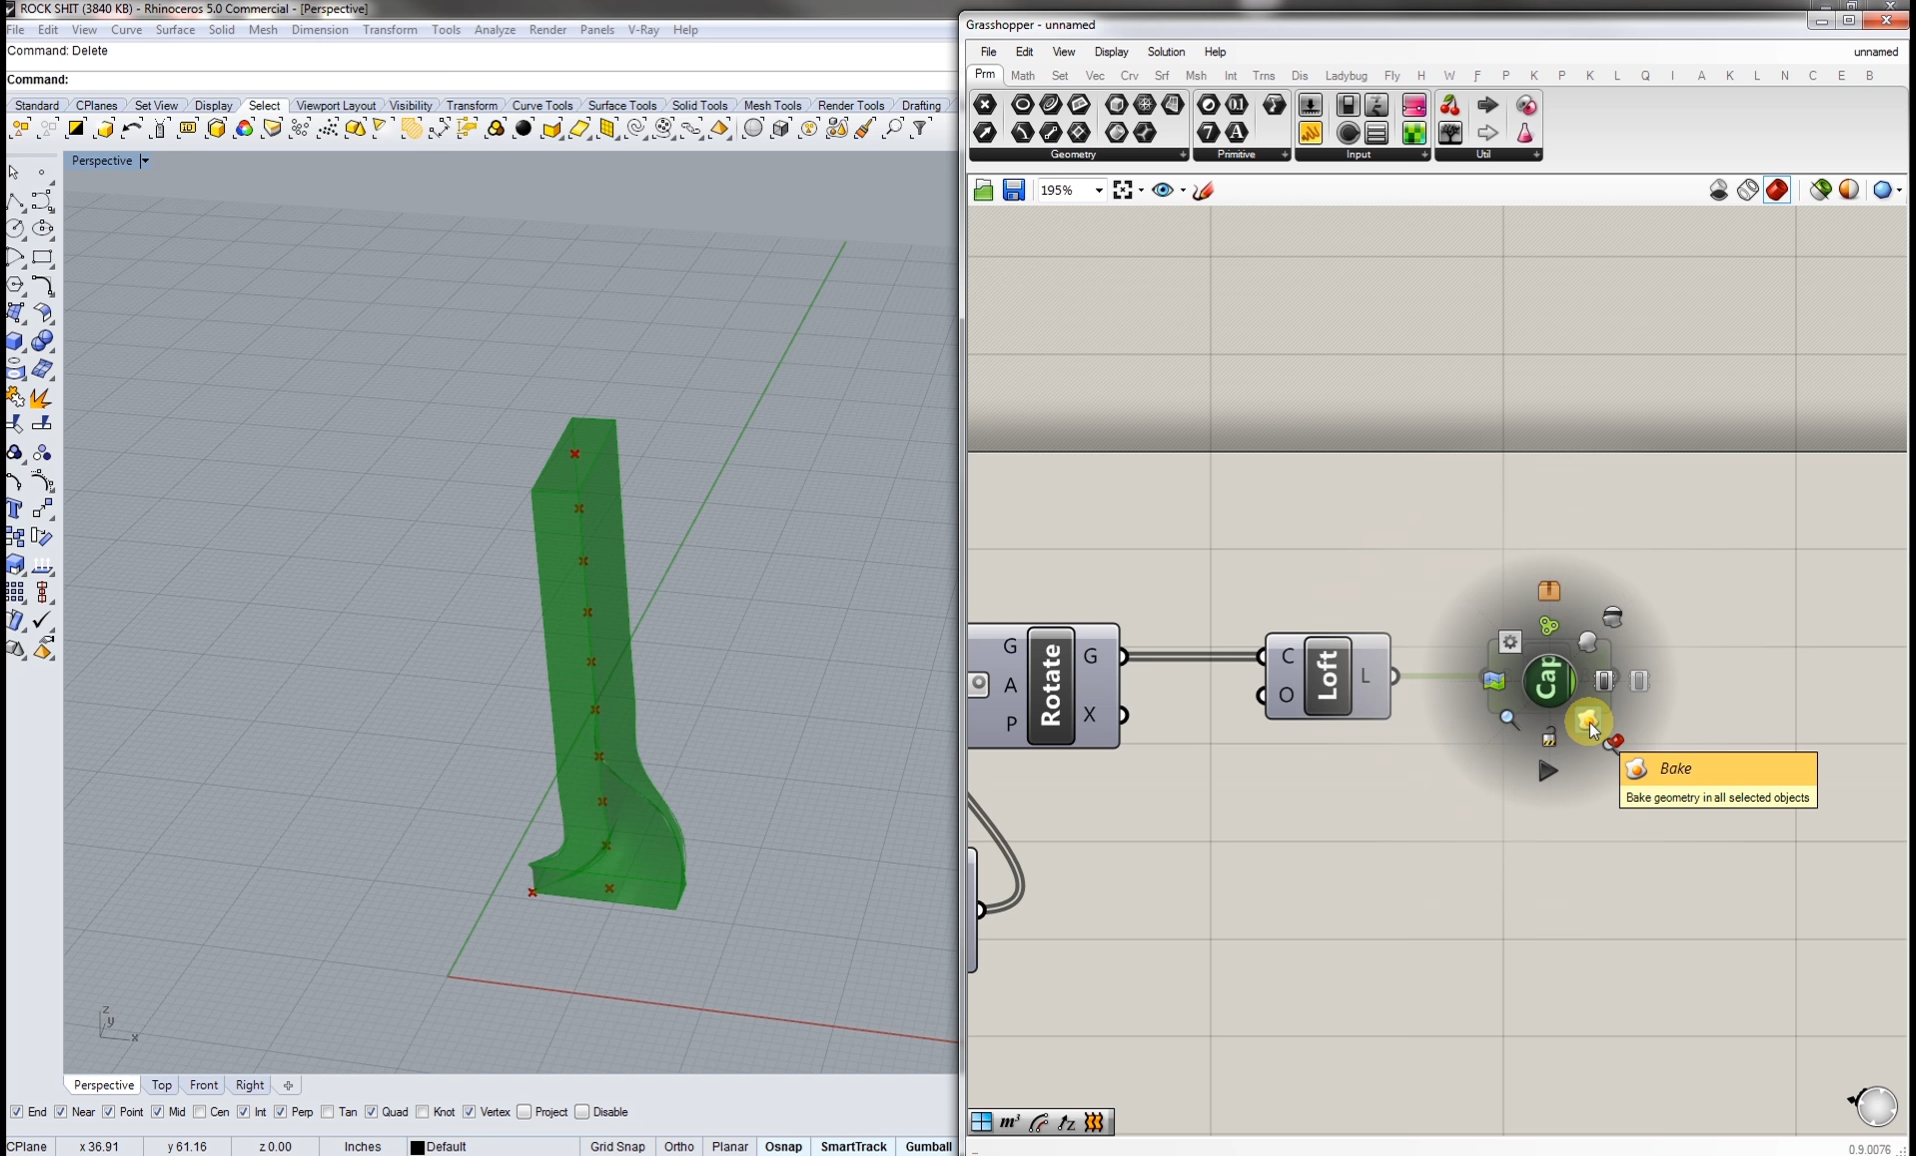 ROCK SHIT (3840 KB) - Rhinoceros 5.0 Commercial - [Perspective]
File Edit View Curve Surface Solid Mesh Dimension Transform Tools Analyze Render Panels V-Ray Help
Command: Delete
Command:
Standard CPlanes Set View Display Select Viewport Layout Visibility Transform Curve Tools Surface Tools Solid Tools Mesh Tools Render Tools Drafting
Perspective
z
y
x
Perspective Top Front Right
End Near Point Mid Cen Int Perp Tan Quad Knot Vertex Project Disable
CPlane x 36.91 y 61.16 z 0.00 Inches Default Grid Snap Ortho Planar Osnap SmartTrack Gumball
Grasshopper - unnamed
File Edit View Display Solution Help unnamed
Prm Math Set Vec Crv Srf Msh Int Trns Dis Ladybug Fly H W F P K P K L Q I A K L N C E B
Geometry Primitive Input Util
195%
G A P Rotate G X
C O Loft L
Cap
Bake
Bake geometry in all selected objects
0.9.0076